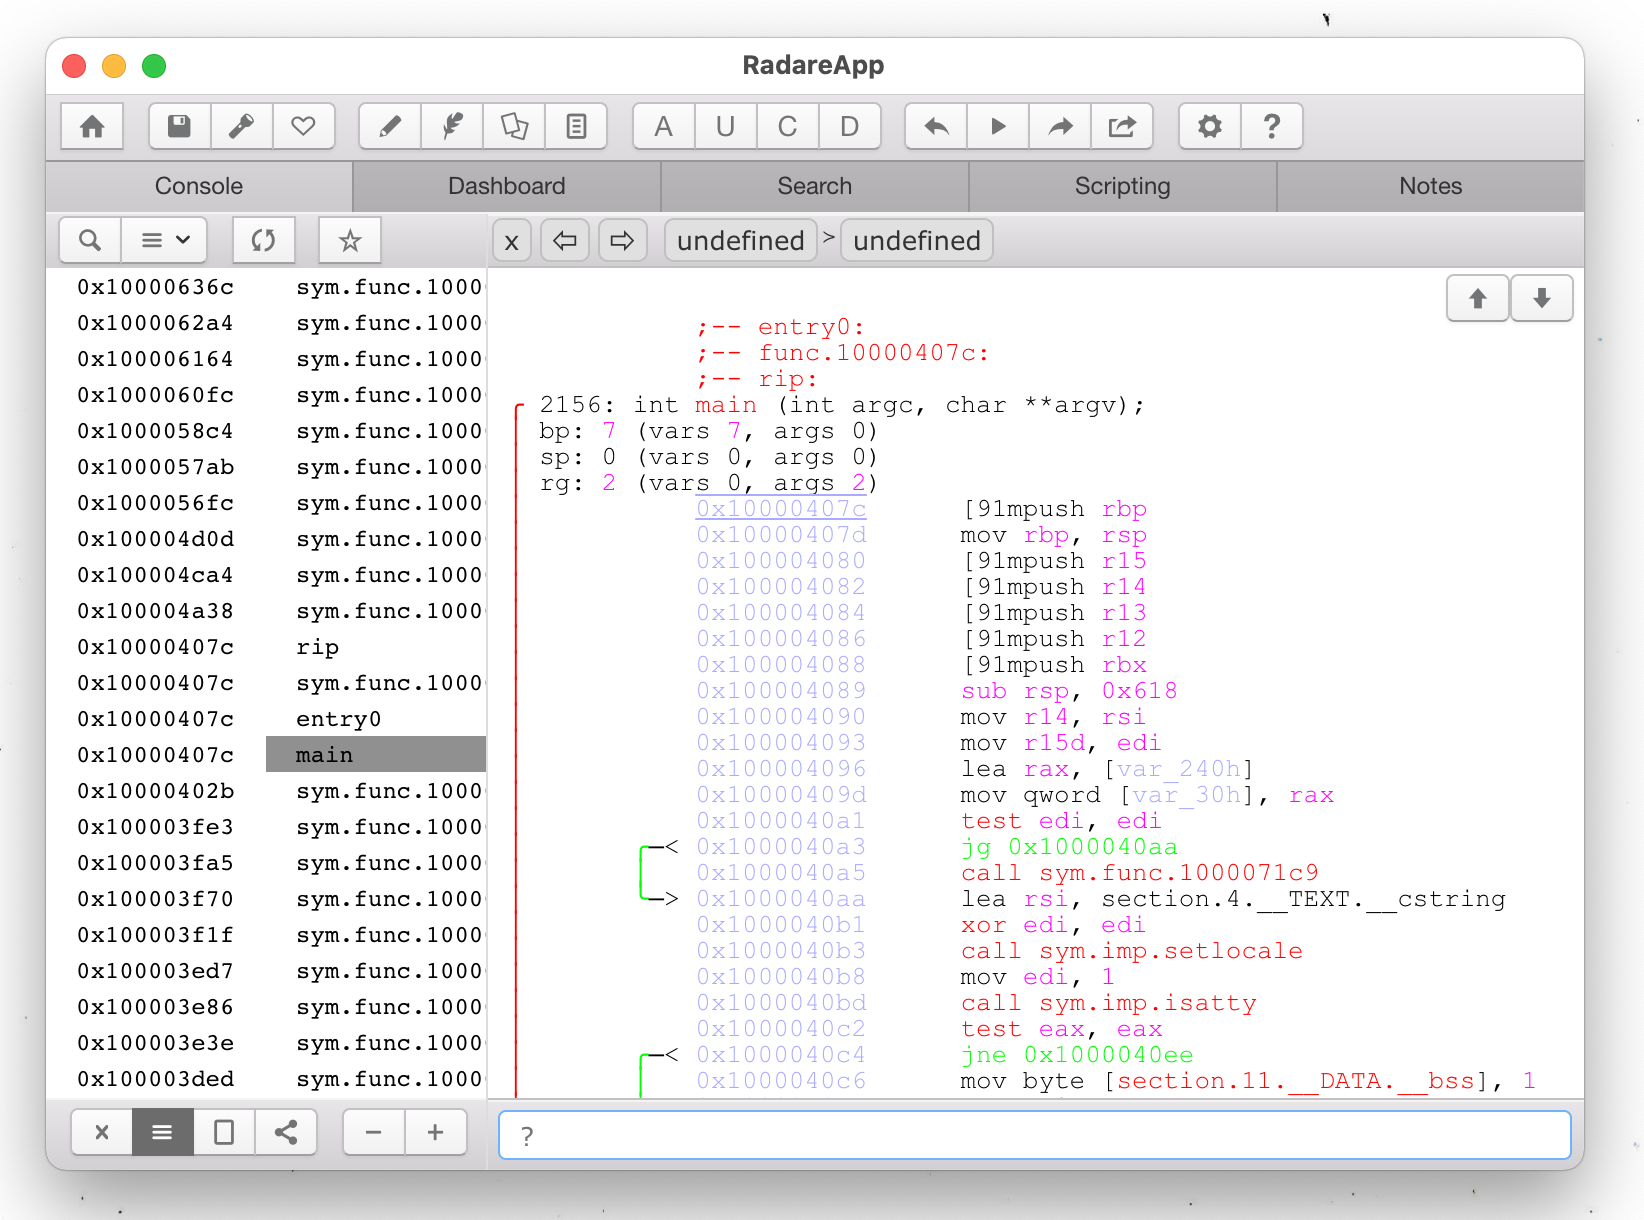 RadareApp
A U C D
Console Dashboard Search Scripting Notes
x undefined > undefined
0x10000636c sym.func.1000
0x1000062a4 sym.func.1000
0x100006164 sym.func.1000
0x1000060fc sym.func.1000
0x1000058c4 sym.func.1000
0x1000057ab sym.func.1000
0x1000056fc sym.func.1000
0x100004d0d sym.func.1000
0x100004ca4 sym.func.1000
0x100004a38 sym.func.1000
0x10000407c rip
0x10000407c sym.func.1000
0x10000407c entry0
0x10000407c main
0x10000402b sym.func.1000
0x100003fe3 sym.func.1000
0x100003fa5 sym.func.1000
0x100003f70 sym.func.1000
0x100003f1f sym.func.1000
0x100003ed7 sym.func.1000
0x100003e86 sym.func.1000
0x100003e3e sym.func.1000
0x100003ded sym.func.1000
;-- entry0:
;-- func.10000407c:
;-- rip:
2156: int main (int argc, char **argv);
bp: 7 (vars 7, args 0)
sp: 0 (vars 0, args 0)
rg: 2 (vars 0, args 2)
0x10000407c [91mpush rbp
0x10000407d mov rbp, rsp
0x100004080 [91mpush r15
0x100004082 [91mpush r14
0x100004084 [91mpush r13
0x100004086 [91mpush r12
0x100004088 [91mpush rbx
0x100004089 sub rsp, 0x618
0x100004090 mov r14, rsi
0x100004093 mov r15d, edi
0x100004096 lea rax, [var_240h]
0x10000409d mov qword [var_30h], rax
0x1000040a1 test edi, edi
0x1000040a3 jg 0x1000040aa
0x1000040a5 call sym.func.1000071c9
0x1000040aa lea rsi, section.4.__TEXT.__cstring
0x1000040b1 xor edi, edi
0x1000040b3 call sym.imp.setlocale
0x1000040b8 mov edi, 1
0x1000040bd call sym.imp.isatty
0x1000040c2 test eax, eax
0x1000040c4 jne 0x1000040ee
0x1000040c6 mov byte [section.11.__DATA.__bss], 1
?